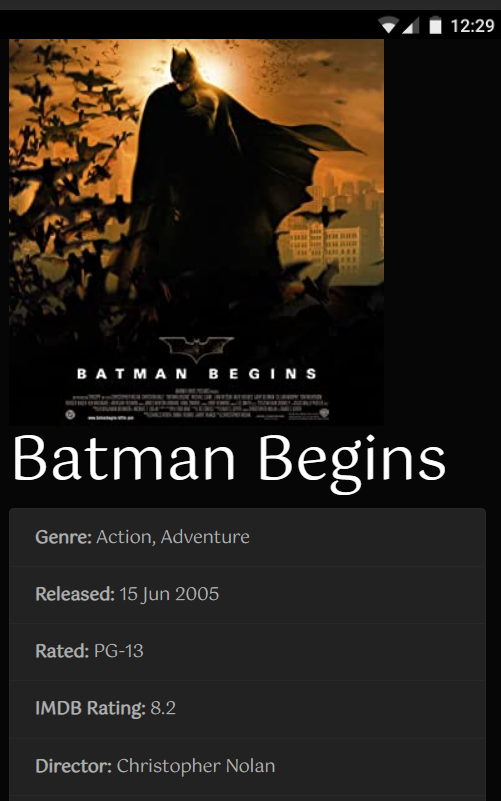 12:29
BATMAN BEGINS
Batman Begins
Genre: Action, Adventure
Released: 15 Jun 2005
Rated: PG-13
IMDB Rating: 8.2
Director: Christopher Nolan